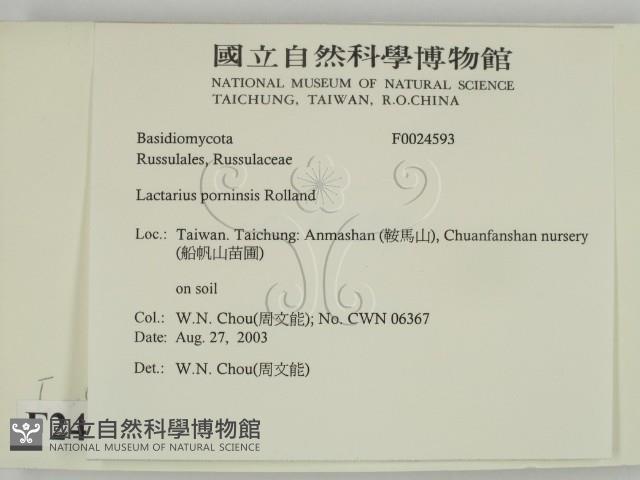 國立自然科學博物館
NATIONAL MUSEUM OF NATURAL SCIENCE
TAICHUNG, TAIWAN, R.O.CHINA
Basidiomycota F0024593
Russulales, Russulaceae
Lactarius porninsis Rolland
Loc.: Taiwan. Taichung: Anmashan (鞍馬山), Chuanfanshan nursery
(船帆山苗圃)
on soil
Col.: W.N. Chou(周文能); No. CWN 06367
Date: Aug. 27, 2003
Det.: W.N. Chou(周文能)
F24
國立自然科學博物館
NATIONAL MUSEUM OF NATURAL SCIENCE